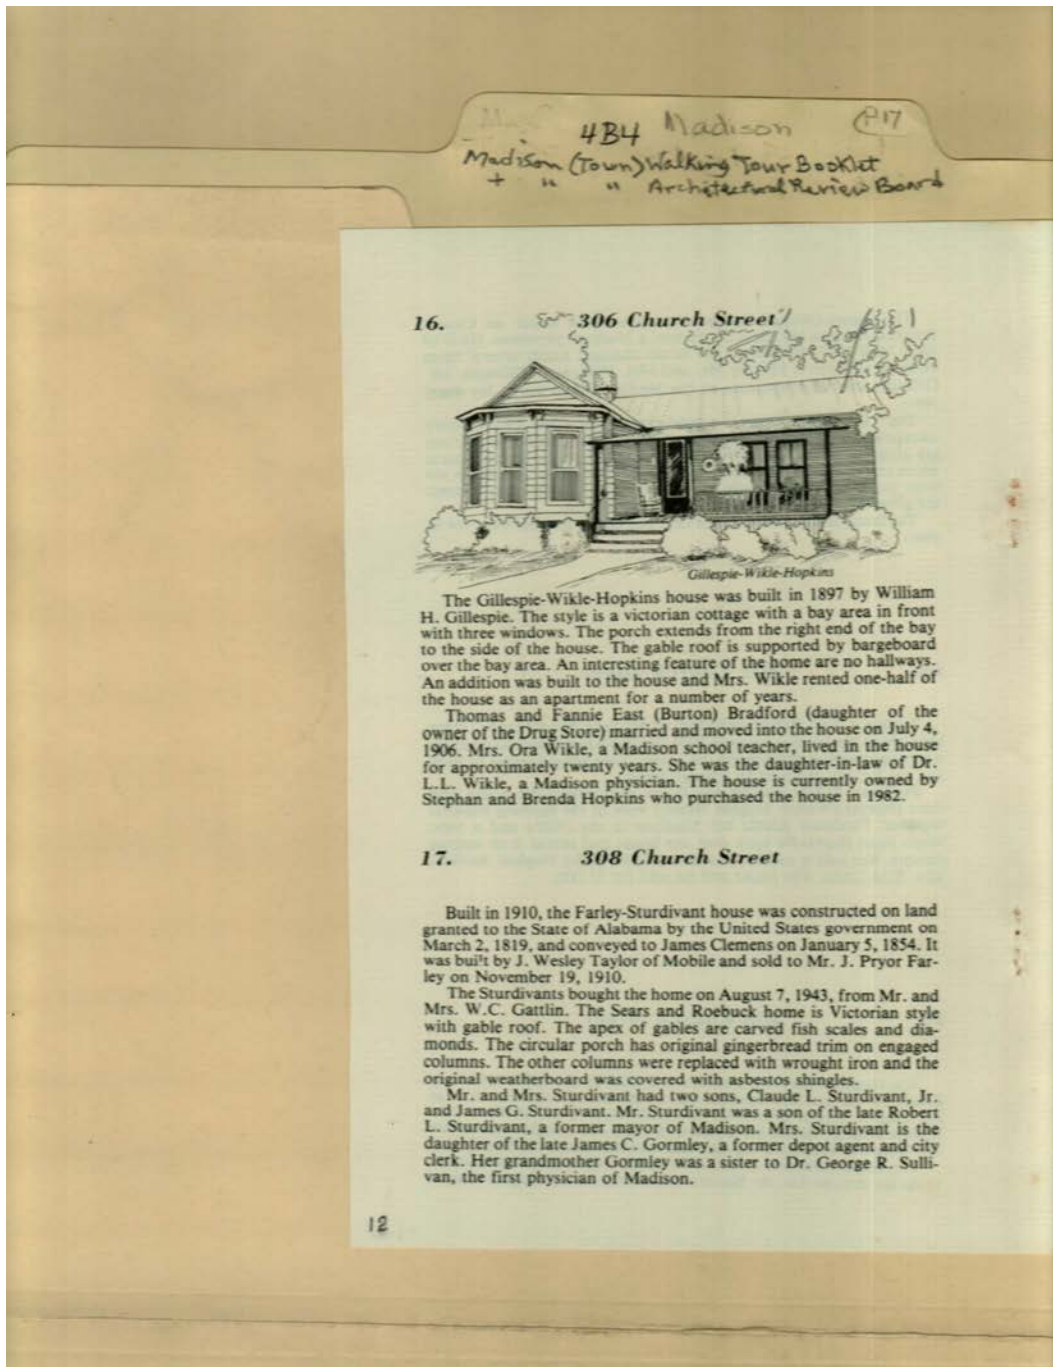 4B4 Madison P17
Madison (Town) Walking Tour Booklet
+ " " Architectural Review Board
16. 306 Church Street
Gillespie-Wikle-Hopkins
The Gillespie-Wikle-Hopkins house was built in 1897 by William
H. Gillespie. The style is a victorian cottage with a bay area in front
with three windows. The porch extends from the right end of the bay
to the side of the house. The gable roof is supported by bargeboard
over the bay area. An interesting feature of the home are no hallways.
An addition was built to the house and Mrs. Wikle rented one-half of
the house as an apartment for a number of years.
Thomas and Fannie East (Burton) Bradford (daughter of the
owner of the Drug Store) married and moved into the house on July 4,
1906. Mrs. Ora Wikle, a Madison school teacher, lived in the house
for approximately twenty years. She was the daughter-in-law of Dr.
L.L. Wikle, a Madison physician. The house is currently owned by
Stephan and Brenda Hopkins who purchased the house in 1982.
17. 308 Church Street
Built in 1910, the Farley-Sturdivant house was constructed on land
granted to the State of Alabama by the United States government on
March 2, 1819, and conveyed to James Clemens on January 5, 1854. It
was built by J. Wesley Taylor of Mobile and sold to Mr. J. Pryor Far-
ley on November 19, 1910.
The Sturdivants bought the home on August 7, 1943, from Mr. and
Mrs. W.C. Gattlin. The Sears and Roebuck home is Victorian style
with gable roof. The apex of gables are carved fish scales and dia-
monds. The circular porch has original gingerbread trim on engaged
columns. The other columns were replaced with wrought iron and the
original weatherboard was covered with asbestos shingles.
Mr. and Mrs. Sturdivant had two sons, Claude L. Sturdivant, Jr.
and James G. Sturdivant. Mr. Sturdivant was a son of the late Robert
L. Sturdivant, a former mayor of Madison. Mrs. Sturdivant is the
daughter of the late James C. Gormley, a former depot agent and city
clerk. Her grandmother Gormley was a sister to Dr. George R. Sulli-
van, the first physician of Madison.
12